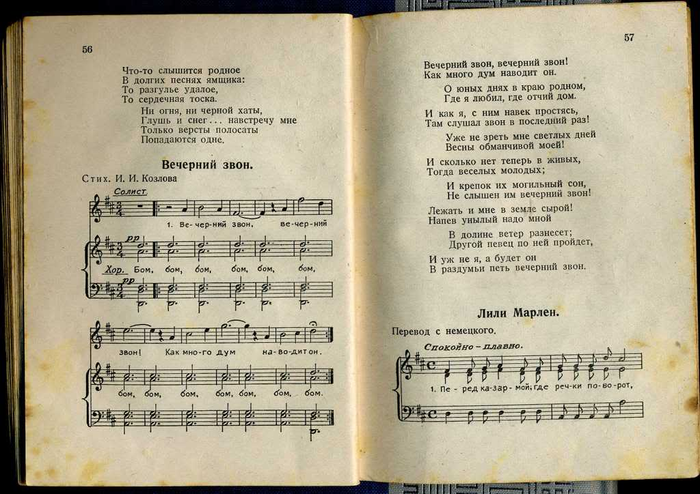 56
Что-то слышится родное
В долгих песнях ямщика:
То разгулье удалое,
То сердечная тоска.
Ни огня, ни черной хаты,
Глушь и снег... навстречу мне
Только версты полосаты
Попадаются одне.
Вечерний звон.
Стих. И. И. Козлова
Солист.
1. Ве-чер-ний звон, ве-чер-ний
pp
Хор. Бом, бом, бом, бом, бом, бом,
pp
звон! Как мно-го дум на-во-дит он.
бом, бом, бом, бом, бом, бом.
57
Вечерний звон, вечерний звон!
Как много дум наводит он.
О юных днях в краю родном,
Где я любил, где отчий дом.
И как я, с ним навек простясь,
Там слушал звон в последний раз!
Уже не зреть мне светлых дней
Весны обманчивой моей!
И сколько нет теперь в живых,
Тогда веселых молодых;
И крепок их могильный сон,
Не слышен им вечерний звон!
Лежать и мне в земле сырой!
Напев унылый надо мной
В долине ветер разнесет;
Другой певец по ней пройдет,
И уж не я, а будет он
В раздумьи петь вечерний звон.
Лили Марлен.
Перевод с немецкого.
Спокойно - плавно.
1. Пе-ред ка-зар-мой, где реч-ки по-во-рот,